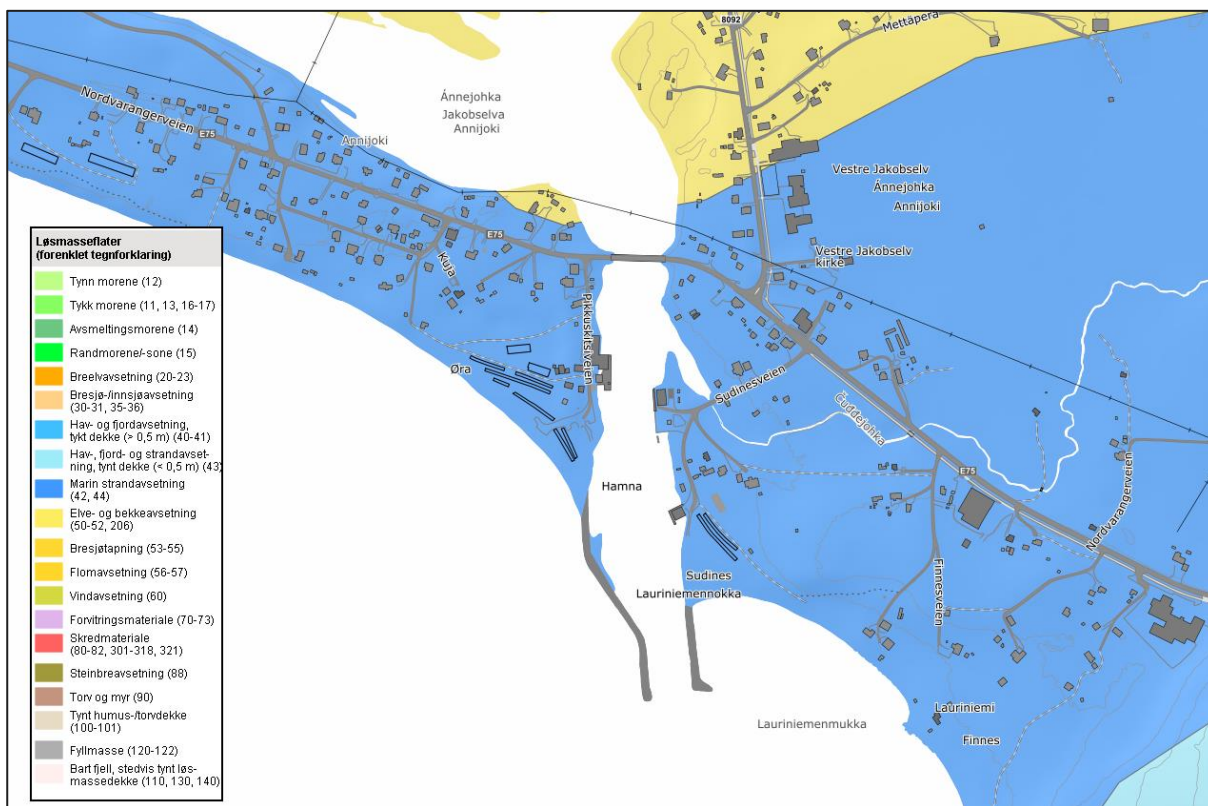 8092
Mettäperä
Ánnejohka
Jakobselva
Annijoki
Nordvarangerveien
E75
Annijoki
Vestre Jakobselv
Ánnejohka
Annijoki
E75
Vestre Jakobselv
kirke
Kuja
Pikkuskitsiveien
Øra
Sudinesveien
Čuddejohka
E75
Hamna
Nordvarangerveien
Sudines
Lauriniemennokka
Finnesveien
Lauriniemi
Lauriniemenmukka
Finnes
Løsmasseflater
(forenklet tegnforklaring)
Tynn morene (12)
Tykk morene (11, 13, 16-17)
Avsmeltingsmorene (14)
Randmorene/-sone (15)
Breelvavsetning (20-23)
Bresjø-/innsjøavsetning
(30-31, 35-36)
Hav- og fjordavsetning,
tykt dekke (> 0,5 m) (40-41)
Hav-, fjord- og strandavset-
ning, tynt dekke (< 0,5 m) (43)
Marin strandavsetning
(42, 44)
Elve- og bekkeavsetning
(50-52, 206)
Bresjøtapning (53-55)
Flomavsetning (56-57)
Vindavsetning (60)
Forvitringsmateriale (70-73)
Skredmateriale
(80-82, 301-318, 321)
Steinbreavsetning (88)
Torv og myr (90)
Tynt humus-/torvdekke
(100-101)
Fyllmasse (120-122)
Bart fjell, stedvis tynt løs-
massedekke (110, 130, 140)